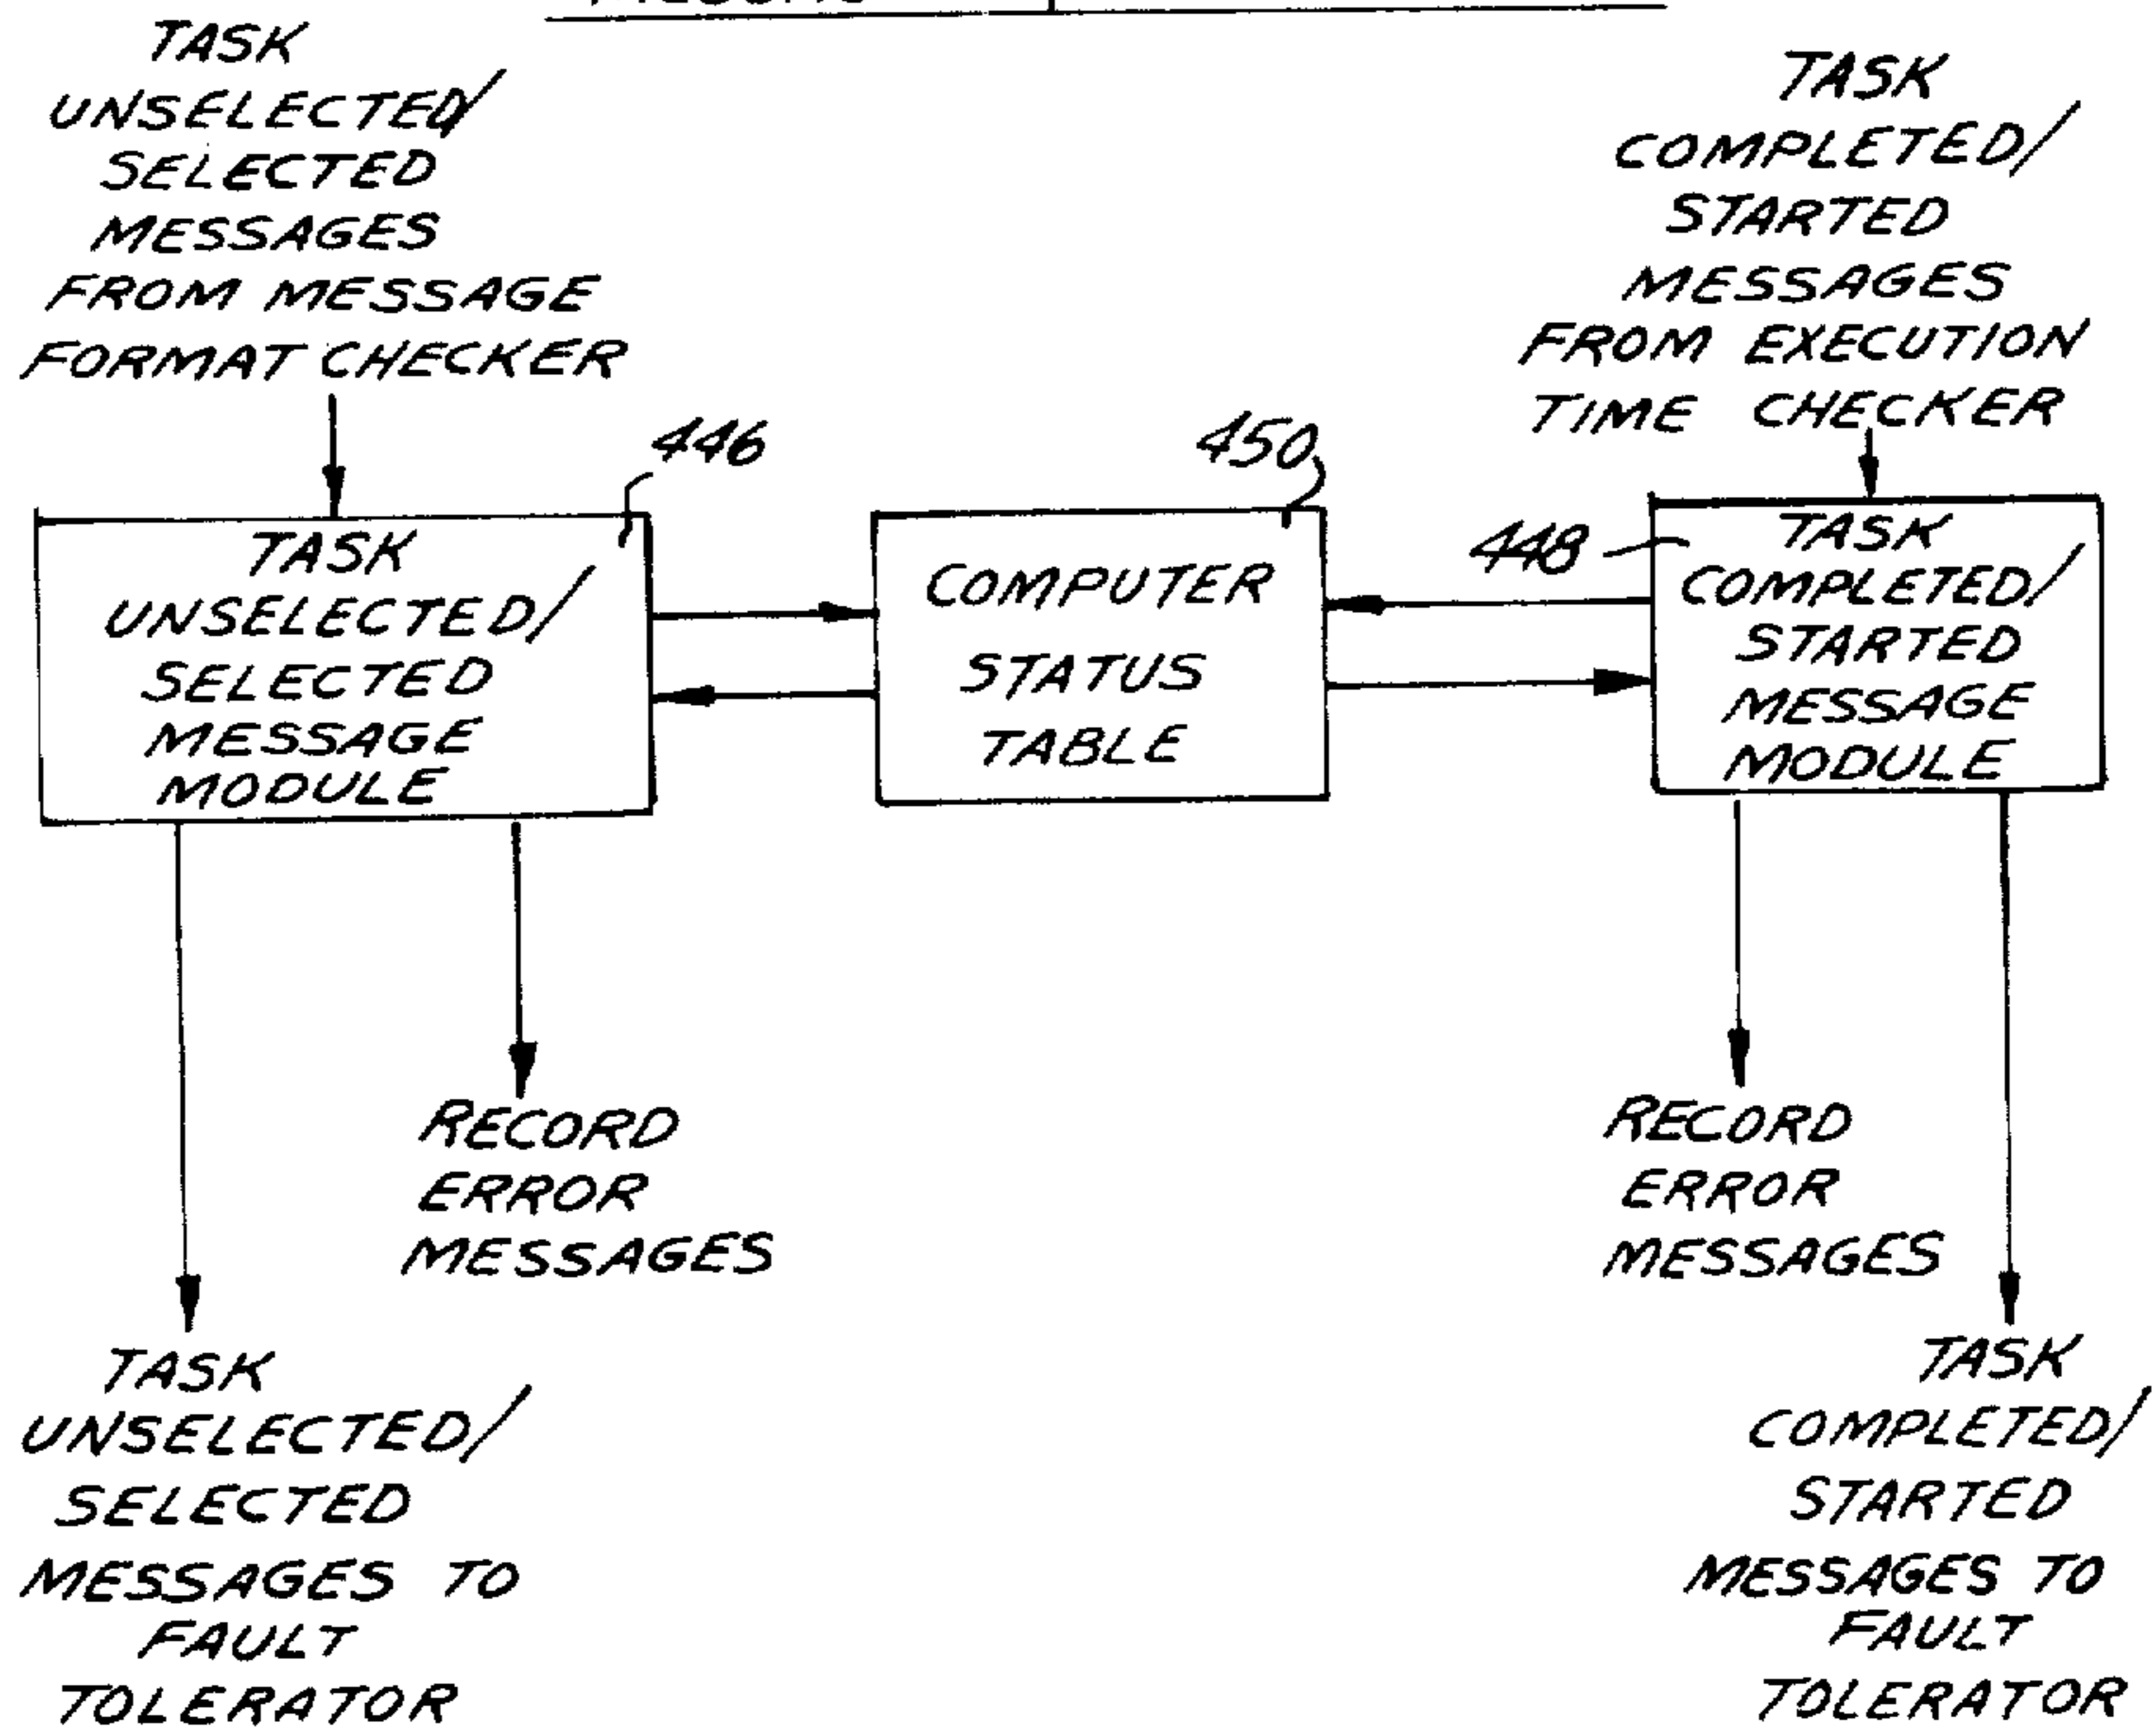 TASK
UNSELECTED/
SELECTED
MESSAGES
FROM MESSAGE
FORMAT CHECKER
TASK
COMPLETED/
STARTED
MESSAGES
FROM EXECUTION
TIME CHECKER
446
450
448
TASK
UNSELECTED/
SELECTED
MESSAGE
MODULE
COMPUTER
STATUS
TABLE
TASK
COMPLETED/
STARTED
MESSAGE
MODULE
RECORD
ERROR
MESSAGES
RECORD
ERROR
MESSAGES
TASK
UNSELECTED/
SELECTED
MESSAGES TO
FAULT
TOLERATOR
TASK
COMPLETED/
STARTED
MESSAGES TO
FAULT
TOLERATOR